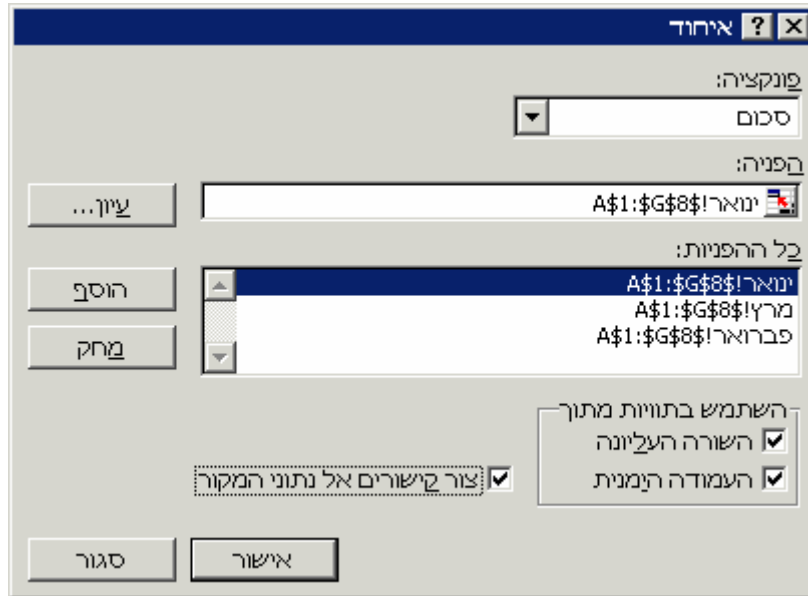 איחוד
פונקציה:
סכום
הפניה:
ינואר!$A$1:$G$8
עיון...
כל ההפניות:
ינואר!$A$1:$G$8
מרץ!$A$1:$G$8
פברואר!$A$1:$G$8
הוסף
מחק
השתמש בתוויות מתוך
השורה העליונה
העמודה הימנית
צור קישורים אל נתוני המקור
אישור
סגור